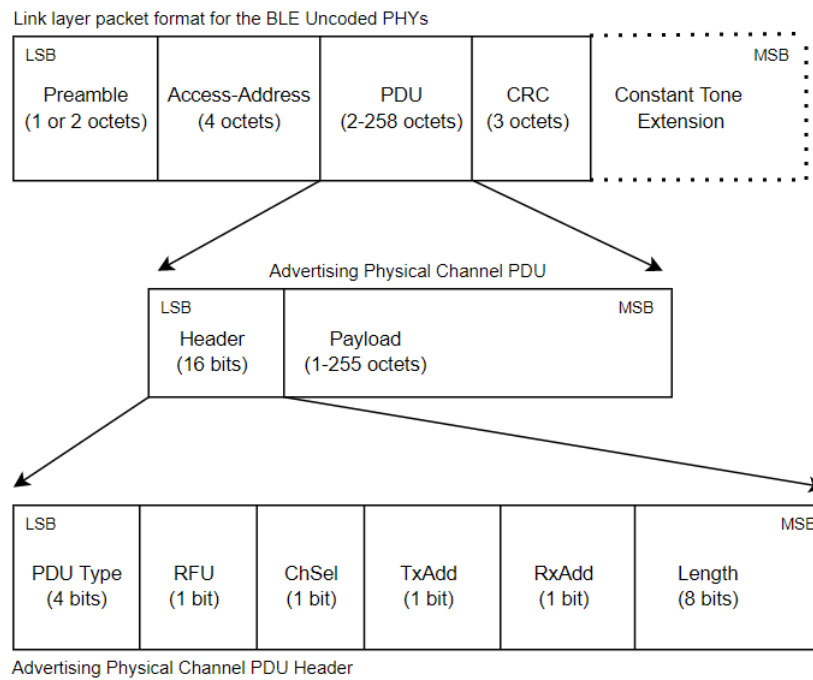 Link layer packet format for the BLE Uncoded PHYs
LSB
MSB
Preamble
(1 or 2 octets)
Access-Address
(4 octets)
PDU
(2-258 octets)
CRC
(3 octets)
Constant Tone
Extension
Advertising Physical Channel PDU
LSB
MSB
Header
(16 bits)
Payload
(1-255 octets)
LSB
MSB
PDU Type
(4 bits)
RFU
(1 bit)
ChSel
(1 bit)
TxAdd
(1 bit)
RxAdd
(1 bit)
Length
(8 bits)
Advertising Physical Channel PDU Header